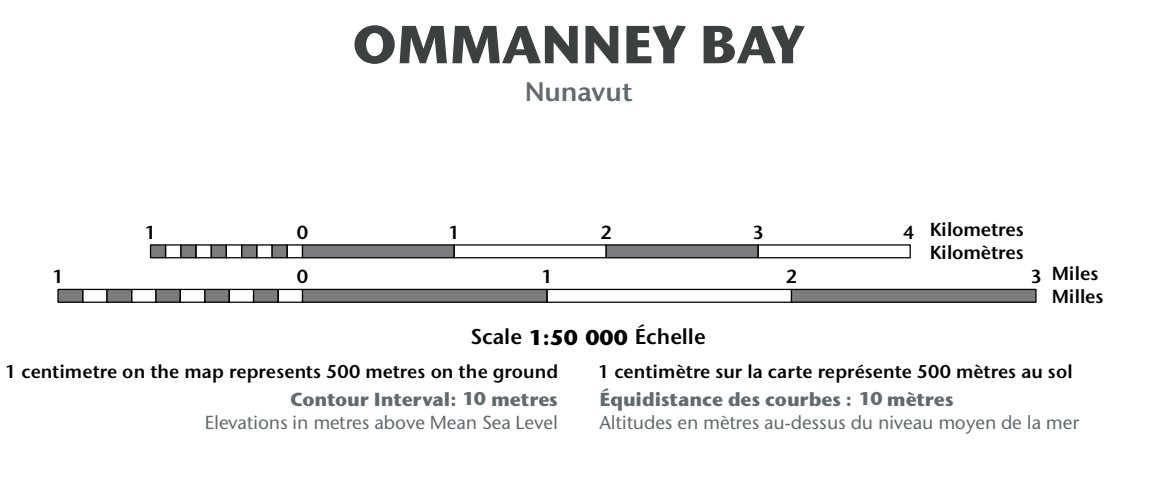 OMMANNEY BAY
Nunavut
1 0 1 2 3 4 Kilometres
Kilomètres
1 0 1 2 3 Miles
Milles
Scale 1:50 000 Échelle
1 centimetre on the map represents 500 metres on the ground
Contour Interval: 10 metres
Elevations in metres above Mean Sea Level
1 centimètre sur la carte représente 500 mètres au sol
Équidistance des courbes : 10 mètres
Altitudes en mètres au-dessus du niveau moyen de la mer